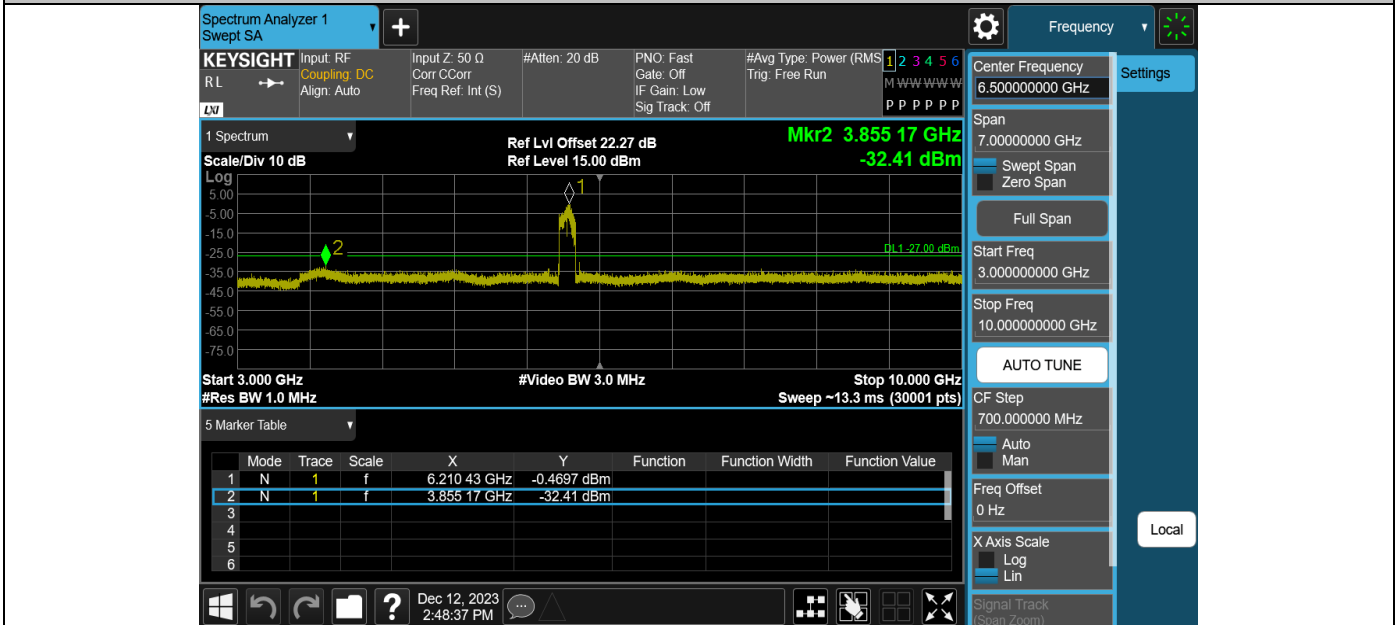 Spectrum Analyzer 1
Swept SA
+
Frequency
KEYSIGHT
RL
LXI
Input: RF
Coupling: DC
Align: Auto
Input Z: 50 Ω
Corr CCorr
Freq Ref: Int (S)
#Atten: 20 dB
PNO: Fast
Gate: Off
IF Gain: Low
Sig Track: Off
#Avg Type: Power (RMS
Trig: Free Run
1 2 3 4 5 6
M W W W W W
P P P P P P
1 Spectrum
Scale/Div 10 dB
Ref Lvl Offset 22.27 dB
Ref Level 15.00 dBm
Mkr2 3.855 17 GHz
-32.41 dBm
Log
5.00
-5.00
-15.0
-25.0
-35.0
-45.0
-55.0
-65.0
-75.0
1
2
DL1 -27.00 dBm
Start 3.000 GHz
#Video BW 3.0 MHz
Stop 10.000 GHz
#Res BW 1.0 MHz
Sweep ~13.3 ms (30001 pts)
5 Marker Table
Mode Trace Scale X Y Function Function Width Function Value
1 N 1 f 6.210 43 GHz -0.4697 dBm
2 N 1 f 3.855 17 GHz -32.41 dBm
3
4
5
6
?
Dec 12, 2023
2:48:37 PM
Center Frequency
6.500000000 GHz
Settings
Span
7.00000000 GHz
Swept Span
Zero Span
Full Span
Start Freq
3.000000000 GHz
Stop Freq
10.000000000 GHz
AUTO TUNE
CF Step
700.000000 MHz
Auto
Man
Freq Offset
0 Hz
X Axis Scale
Log
Lin
Signal Track
(Span Zoom)
Local